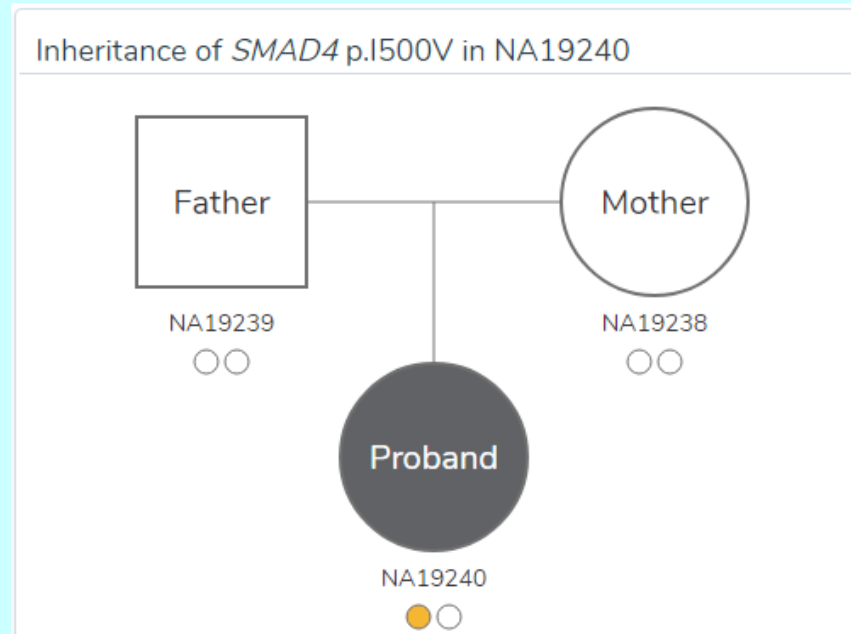 Inheritance of SMAD4 p.I500V in NA19240
Father
Mother
NA19239
NA19238
Proband
NA19240